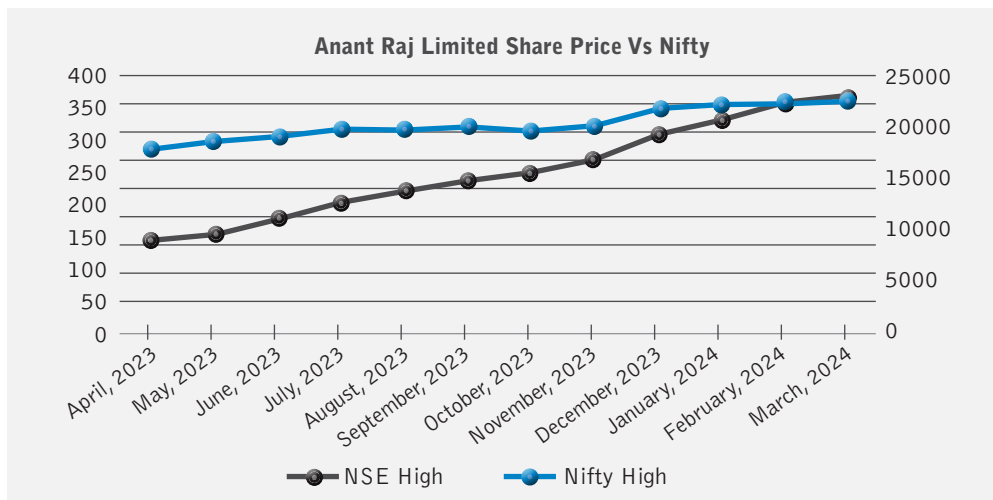 Anant Raj Limited Share Price Vs Nifty
400
350
300
250
200
150
100
50
0
25000
20000
15000
10000
5000
0
April, 2023
May, 2023
June, 2023
July, 2023
August, 2023
September, 2023
October, 2023
November, 2023
December, 2023
January, 2024
February, 2024
March, 2024
NSE High
Nifty High